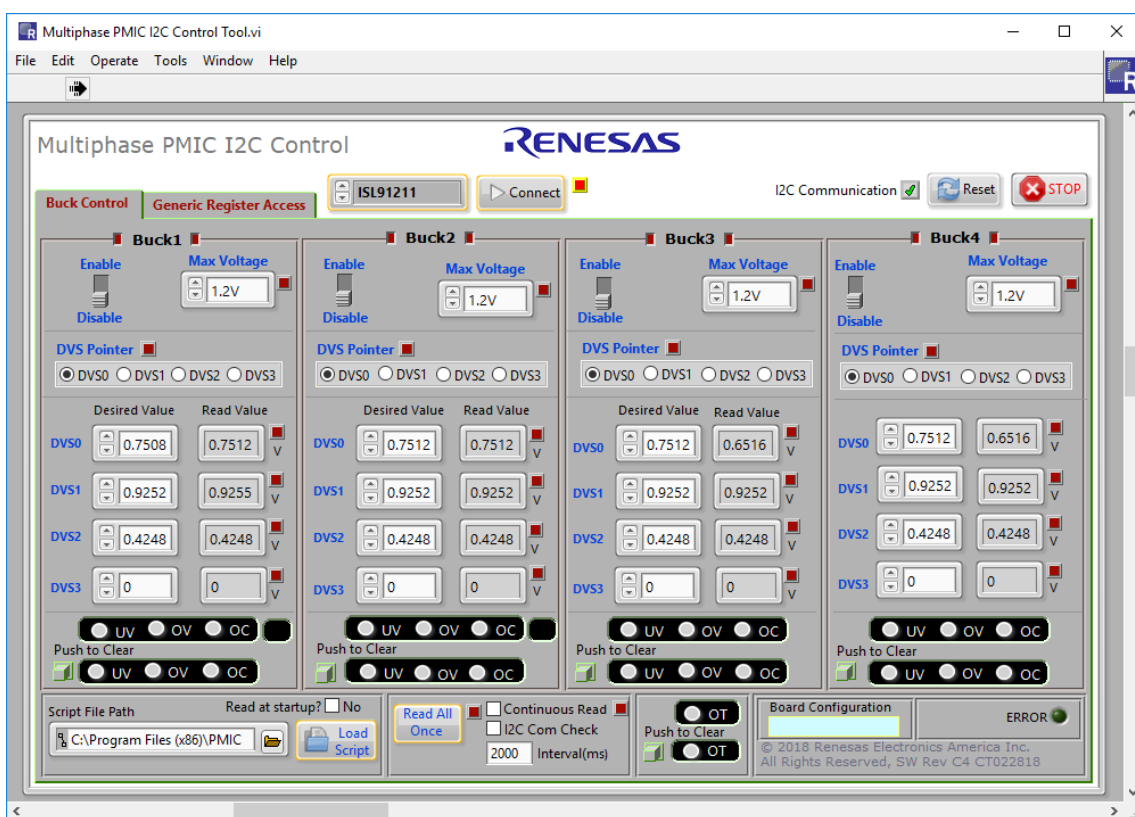 Multiphase PMIC I2C Control Tool.vi
File Edit Operate Tools Window Help
R
Multiphase PMIC I2C Control
RENESAS
Buck Control
Generic Register Access
ISL91211
Connect
I2C Communication
Reset
STOP
Buck1
Enable
Max Voltage
1.2V
Disable
DVS Pointer
DVS0 DVS1 DVS2 DVS3
Desired Value Read Value
DVS0 0.7508 0.7512 V
DVS1 0.9252 0.9255 V
DVS2 0.4248 0.4248 V
DVS3 0 0 V
UV OV OC
Push to Clear
UV OV OC
Buck2
Enable
Max Voltage
1.2V
Disable
DVS Pointer
DVS0 DVS1 DVS2 DVS3
Desired Value Read Value
DVS0 0.7512 0.7512 V
DVS1 0.9252 0.9252 V
DVS2 0.4248 0.4248 V
DVS3 0 0 V
UV OV OC
Push to Clear
UV OV OC
Buck3
Enable
Max Voltage
1.2V
Disable
DVS Pointer
DVS0 DVS1 DVS2 DVS3
Desired Value Read Value
DVS0 0.7512 0.6516 V
DVS1 0.9252 0.9252 V
DVS2 0.4248 0.4248 V
DVS3 0 0 V
UV OV OC
Push to Clear
UV OV OC
Buck4
Enable
Max Voltage
1.2V
Disable
DVS Pointer
DVS0 DVS1 DVS2 DVS3
DVS0 0.7512 0.6516 V
DVS1 0.9252 0.9252 V
DVS2 0.4248 0.4248 V
DVS3 0 0 V
UV OV OC
Push to Clear
UV OV OC
Script File Path
Read at startup? No
C:\Program Files (x86)\PMIC
Load
Script
Read All
Once
Continuous Read
I2C Com Check
2000 Interval(ms)
OT
Push to Clear
OT
Board Configuration
ERROR
© 2018 Renesas Electronics America Inc.
All Rights Reserved, SW Rev C4 CT022818